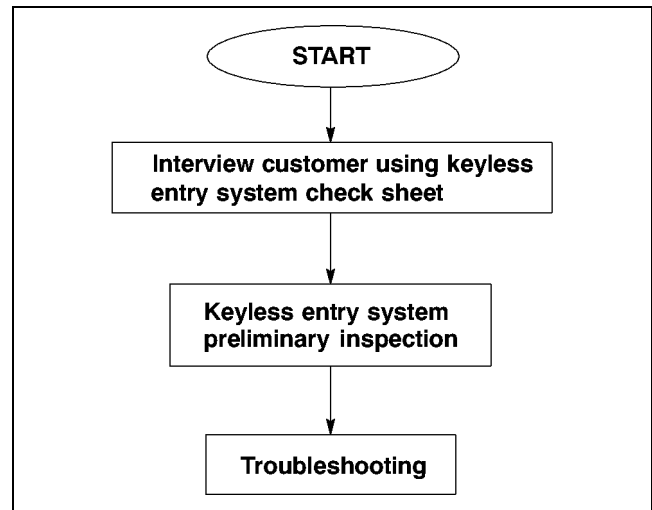 START
Interview customer using keyless
entry system check sheet
Keyless entry system
preliminary inspection
Troubleshooting